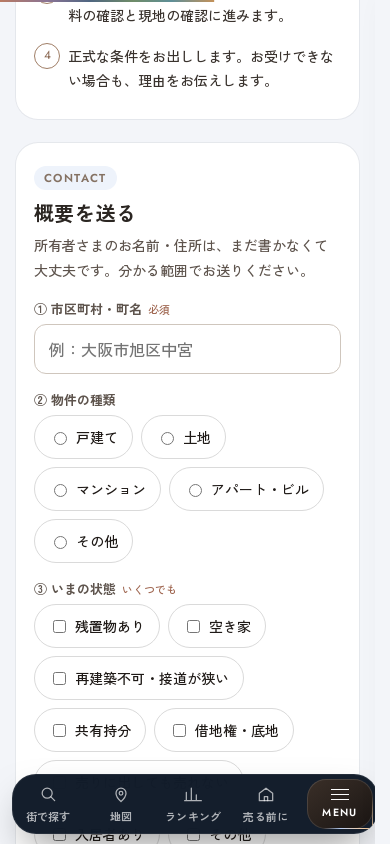 料の確認と現地の確認に進みます。
4 正式な条件をお出しします。お受けできな
い場合も、理由をお伝えします。
CONTACT
概要を送る
所有者さまのお名前・住所は、まだ書かなくて
大丈夫です。分かる範囲でお送りください。
① 市区町村・町名 必須
例：大阪市旭区中宮
② 物件の種類
戸建て 土地
マンション アパート・ビル
その他
③ いまの状態 いくつでも
残置物あり 空き家
再建築不可・接道が狭い
共有持分 借地権・底地
街で探す 地図 ランキング 売る前に MENU
入居者あり その他